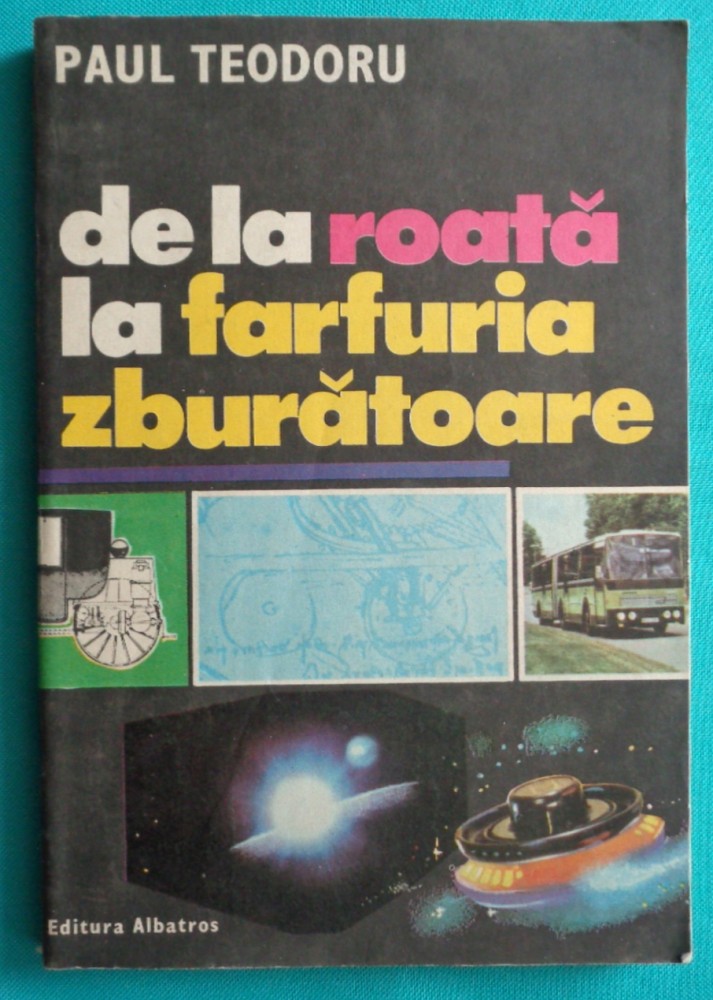 PAUL TEODORU
de la roată
la farfuria
zburătoare
G
Editura Albatros